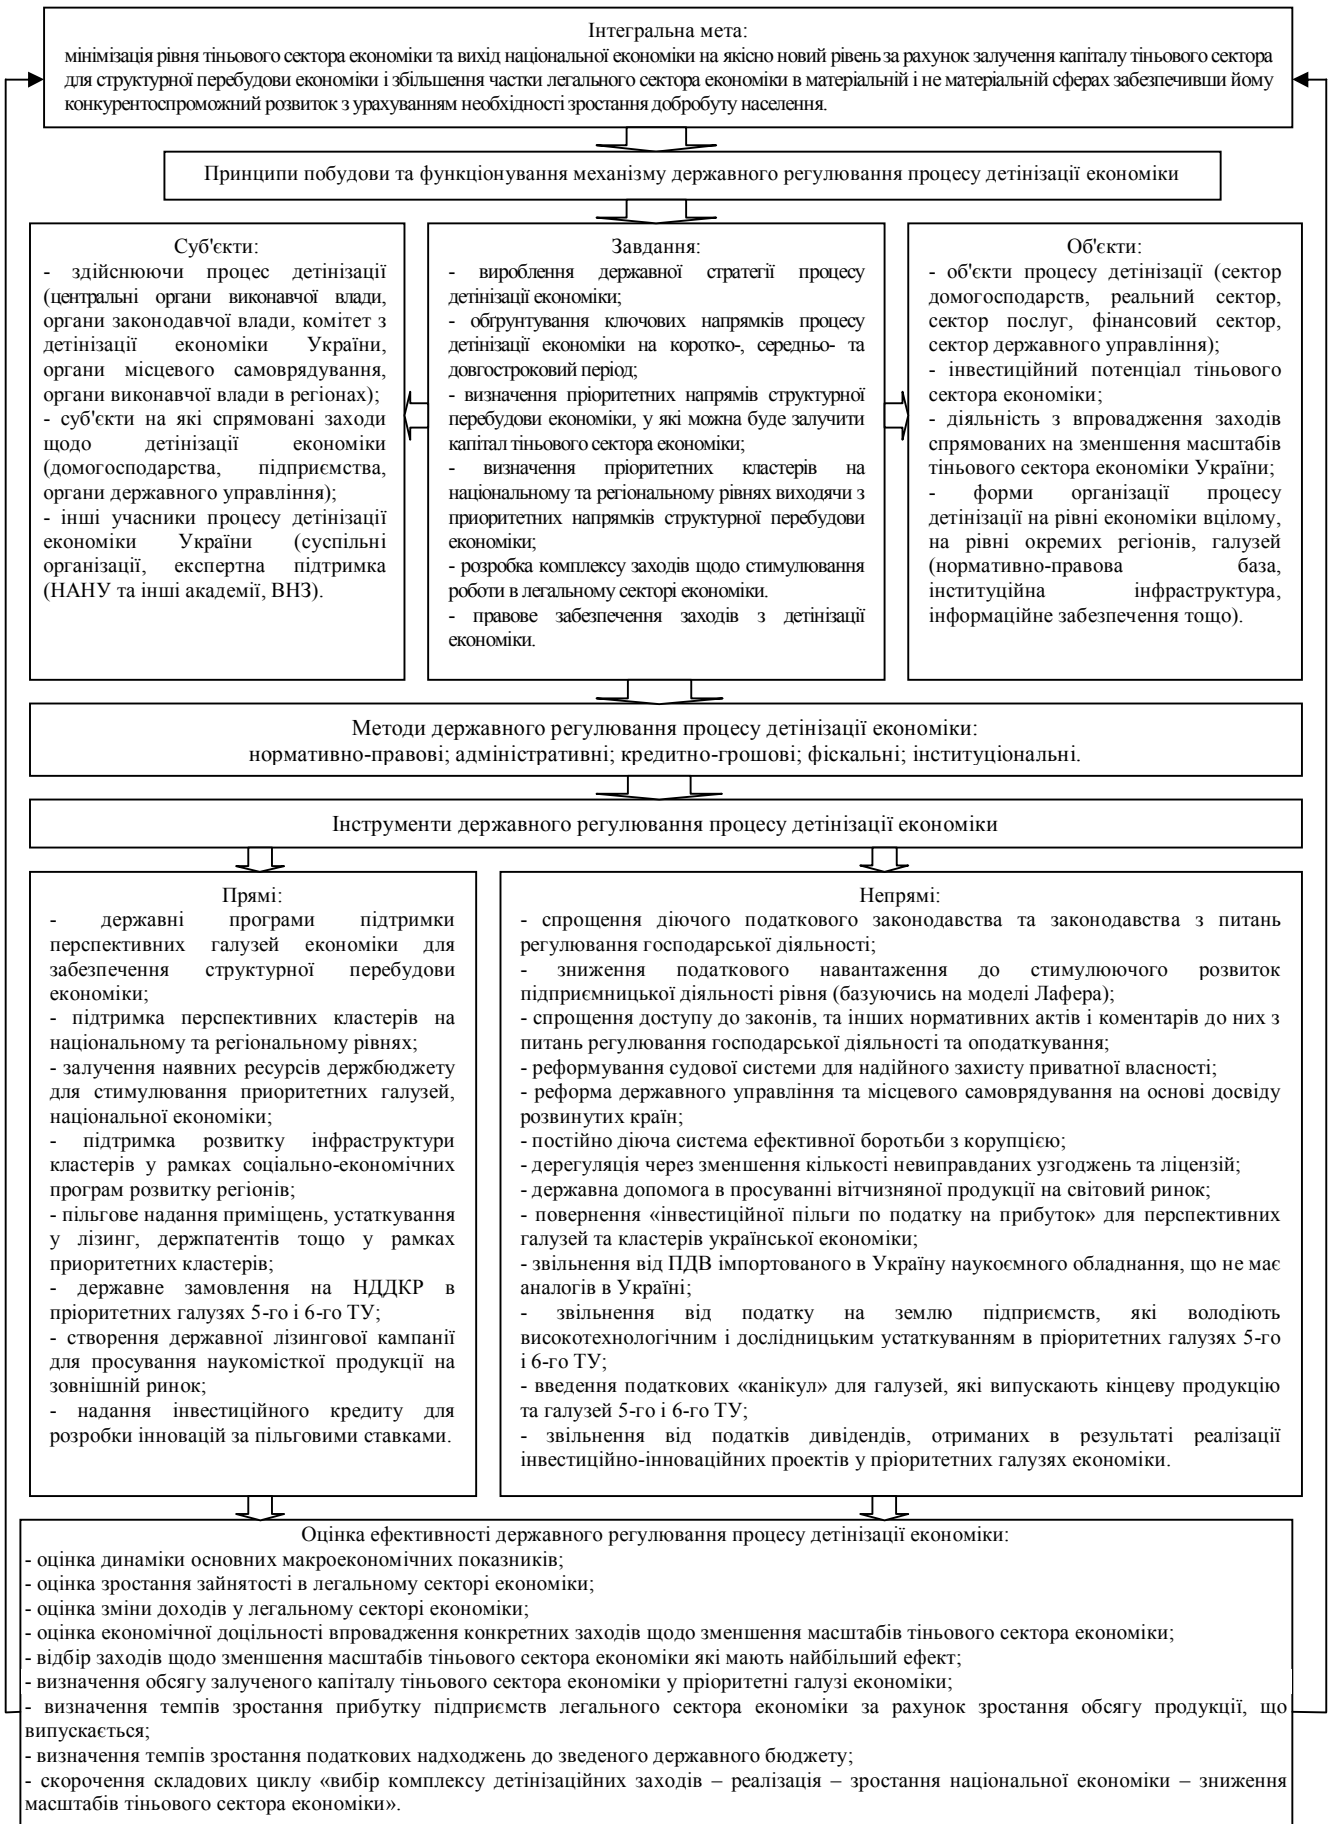 Інтегральна мета:
мінімізація рівня тіньового сектора економіки та вихід національної економіки на якісно новий рівень за рахунок залучення капіталу тіньового сектора
для структурної перебудови економіки і збільшення частки легального сектора економіки в матеріальній і не матеріальній сферах забезпечивши йому
конкурентоспроможний розвиток з урахуванням необхідності зростання добробуту населення.
Принципи побудови та функціонування механізму державного регулювання процесу детінізації економіки
Суб'єкти:
- здійснюючи процес детінізації
(центральні органи виконавчої влади,
органи законодавчої влади, комітет з
детінізації економіки України,
органи місцевого самоврядування,
органи виконавчої влади в регіонах);
- суб'єкти на які спрямовані заходи
щодо детінізації економіки
(домогосподарства, підприємства,
органи державного управління);
- інші учасники процесу детінізації
економіки України (суспільні
організації, експертна підтримка
(НАНУ та інші академії, ВНЗ).
Завдання:
- вироблення державної стратегії процесу
детінізації економіки;
- обґрунтування ключових напрямків процесу
детінізації економіки на коротко-, середньо- та
довгостроковий період;
- визначення пріоритетних напрямів структурної
перебудови економіки, у які можна буде залучити
капітал тіньового сектора економіки;
- визначення пріоритетних кластерів на
національному та регіональному рівнях виходячи з
приоритетних напрямків структурної перебудови
економіки;
- розробка комплексу заходів щодо стимулювання
роботи в легальному секторі економіки.
- правове забезпечення заходів з детінізації
економіки.
Об'єкти:
- об'єкти процесу детінізації (сектор
домогосподарств, реальний сектор,
сектор послуг, фінансовий сектор,
сектор державного управління);
- інвестиційний потенціал тіньового
сектора економіки;
- діяльність з впровадження заходів
спрямованих на зменшення масштабів
тіньового сектора економіки України;
- форми організації процесу
детінізації на рівні економіки вцілому,
на рівні окремих регіонів, галузей
(нормативно-правова база,
інституційна інфраструктура,
інформаційне забезпечення тощо).
Методи державного регулювання процесу детінізації економіки:
нормативно-правові; адміністративні; кредитно-грошові; фіскальні; інституціональні.
Інструменти державного регулювання процесу детінізації економіки
Прямі:
- державні програми підтримки
перспективних галузей економіки для
забезпечення структурної перебудови
економіки;
- підтримка перспективних кластерів на
національному та регіональному рівнях;
- залучення наявних ресурсів держбюджету
для стимулювання приоритетних галузей,
національної економіки;
- підтримка розвитку інфраструктури
кластерів у рамках соціально-економічних
програм розвитку регіонів;
- пільгове надання приміщень, устаткування
у лізинг, держпатентів тощо у рамках
приоритетних кластерів;
- державне замовлення на НДДКР в
пріоритетних галузях 5-го і 6-го ТУ;
- створення державної лізингової кампанії
для просування наукомісткої продукції на
зовнішній ринок;
- надання інвестиційного кредиту для
розробки інновацій за пільговими ставками.
Непрямі:
- спрощення діючого податкового законодавства та законодавства з питань
регулювання господарської діяльності;
- зниження податкового навантаження до стимулюючого розвиток
підприємницької діяльності рівня (базуючись на моделі Лафера);
- спрощення доступу до законів, та інших нормативних актів і коментарів до них з
питань регулювання господарської діяльності та оподаткування;
- реформування судової системи для надійного захисту приватної власності;
- реформа державного управління та місцевого самоврядування на основі досвіду
розвинутих країн;
- постійно діюча система ефективної боротьби з корупцією;
- дерегуляція через зменшення кількості невиправданих узгоджень та ліцензій;
- державна допомога в просуванні вітчизняної продукції на світовий ринок;
- повернення «інвестиційної пільги по податку на прибуток» для перспективних
галузей та кластерів української економіки;
- звільнення від ПДВ імпортованого в Україну наукоємного обладнання, що не має
аналогів в Україні;
- звільнення від податку на землю підприємств, які володіють
високотехнологічним і дослідницьким устаткуванням в пріоритетних галузях 5-го
і 6-го ТУ;
- введення податкових «канікул» для галузей, які випускають кінцеву продукцію
та галузей 5-го і 6-го ТУ;
- звільнення від податків дивідендів, отриманих в результаті реалізації
інвестиційно-інноваційних проектів у пріоритетних галузях економіки.
Оцінка ефективності державного регулювання процесу детінізації економіки:
- оцінка динаміки основних макроекономічних показників;
- оцінка зростання зайнятості в легальному секторі економіки;
- оцінка зміни доходів у легальному секторі економіки;
- оцінка економічної доцільності впровадження конкретних заходів щодо зменшення масштабів тіньового сектора економіки;
- відбір заходів щодо зменшення масштабів тіньового сектора економіки які мають найбільший ефект;
- визначення обсягу залученого капіталу тіньового сектора економіки у пріоритетні галузі економіки;
- визначення темпів зростання прибутку підприємств легального сектора економіки за рахунок зростання обсягу продукції, що
випускається;
- визначення темпів зростання податкових надходжень до зведеного державного бюджету;
- скорочення складових циклу «вибір комплексу детінізаційних заходів – реалізація – зростання національної економіки – зниження
масштабів тіньового сектора економіки».